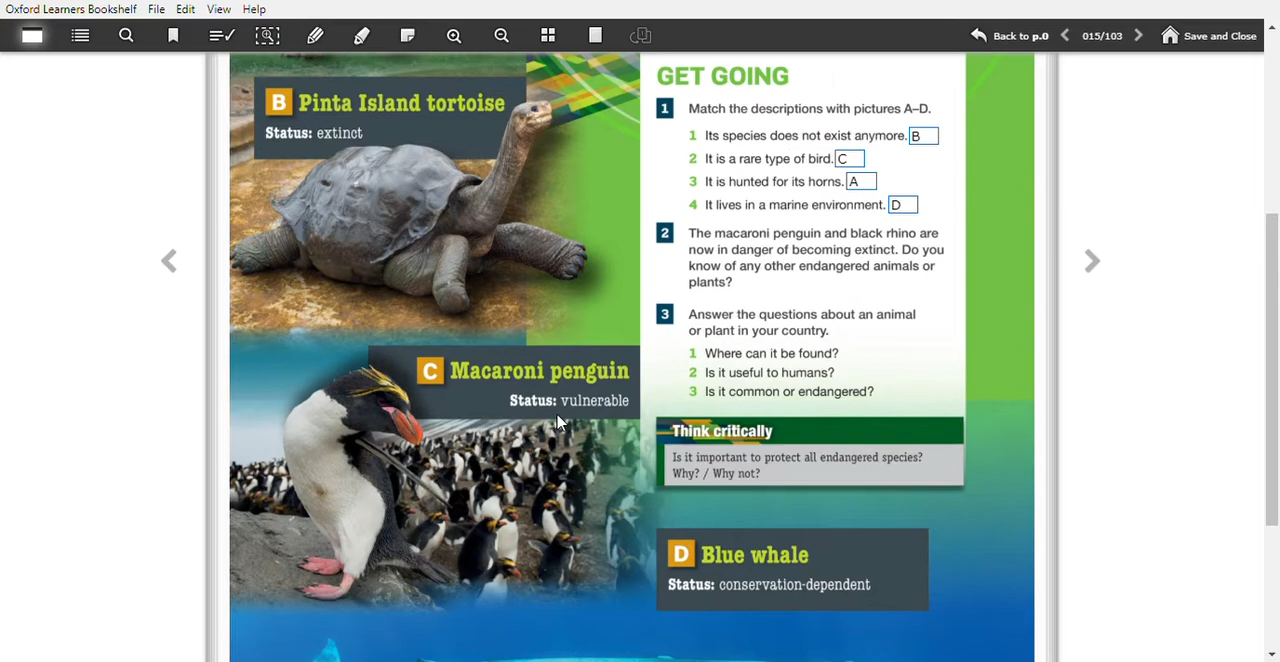 Oxford Learners Bookshelf File Edit View Help
Back to p.0 015/103 Save and Close
B Pinta Island tortoise
Status: extinct
C Macaroni penguin
Status: vulnerable
GET GOING
1 Match the descriptions with pictures A–D.
1 Its species does not exist anymore. B
2 It is a rare type of bird. C
3 It is hunted for its horns. A
4 It lives in a marine environment. D
2 The macaroni penguin and black rhino are
now in danger of becoming extinct. Do you
know of any other endangered animals or
plants?
3 Answer the questions about an animal
or plant in your country.
1 Where can it be found?
2 Is it useful to humans?
3 Is it common or endangered?
Think critically
Is it important to protect all endangered species?
Why? / Why not?
D Blue whale
Status: conservation-dependent